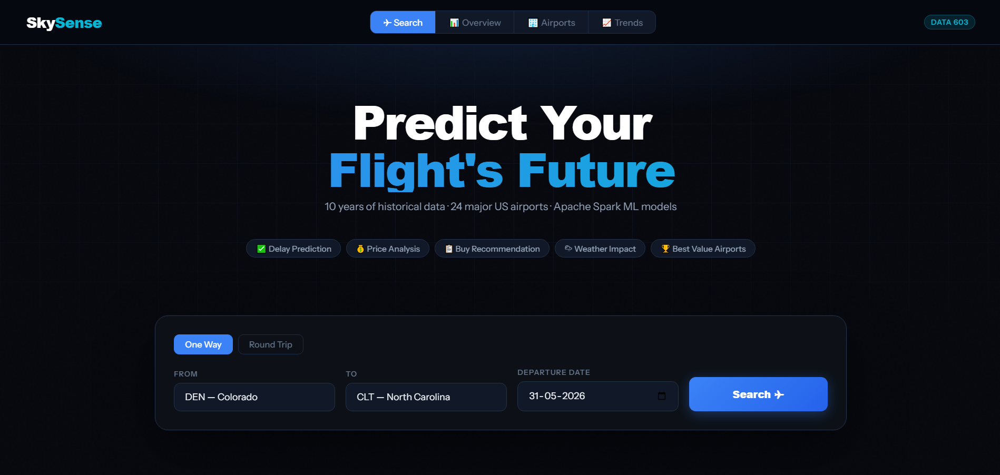 SkySense
✈ Search
📊 Overview
🏢 Airports
📈 Trends
DATA 603
Predict Your
Flight's Future
10 years of historical data · 24 major US airports · Apache Spark ML models
✅ Delay Prediction
💰 Price Analysis
📋 Buy Recommendation
🌨 Weather Impact
🏆 Best Value Airports
One Way
Round Trip
FROM
TO
DEPARTURE DATE
DEN — Colorado
CLT — North Carolina
31-05-2026
Search ✈